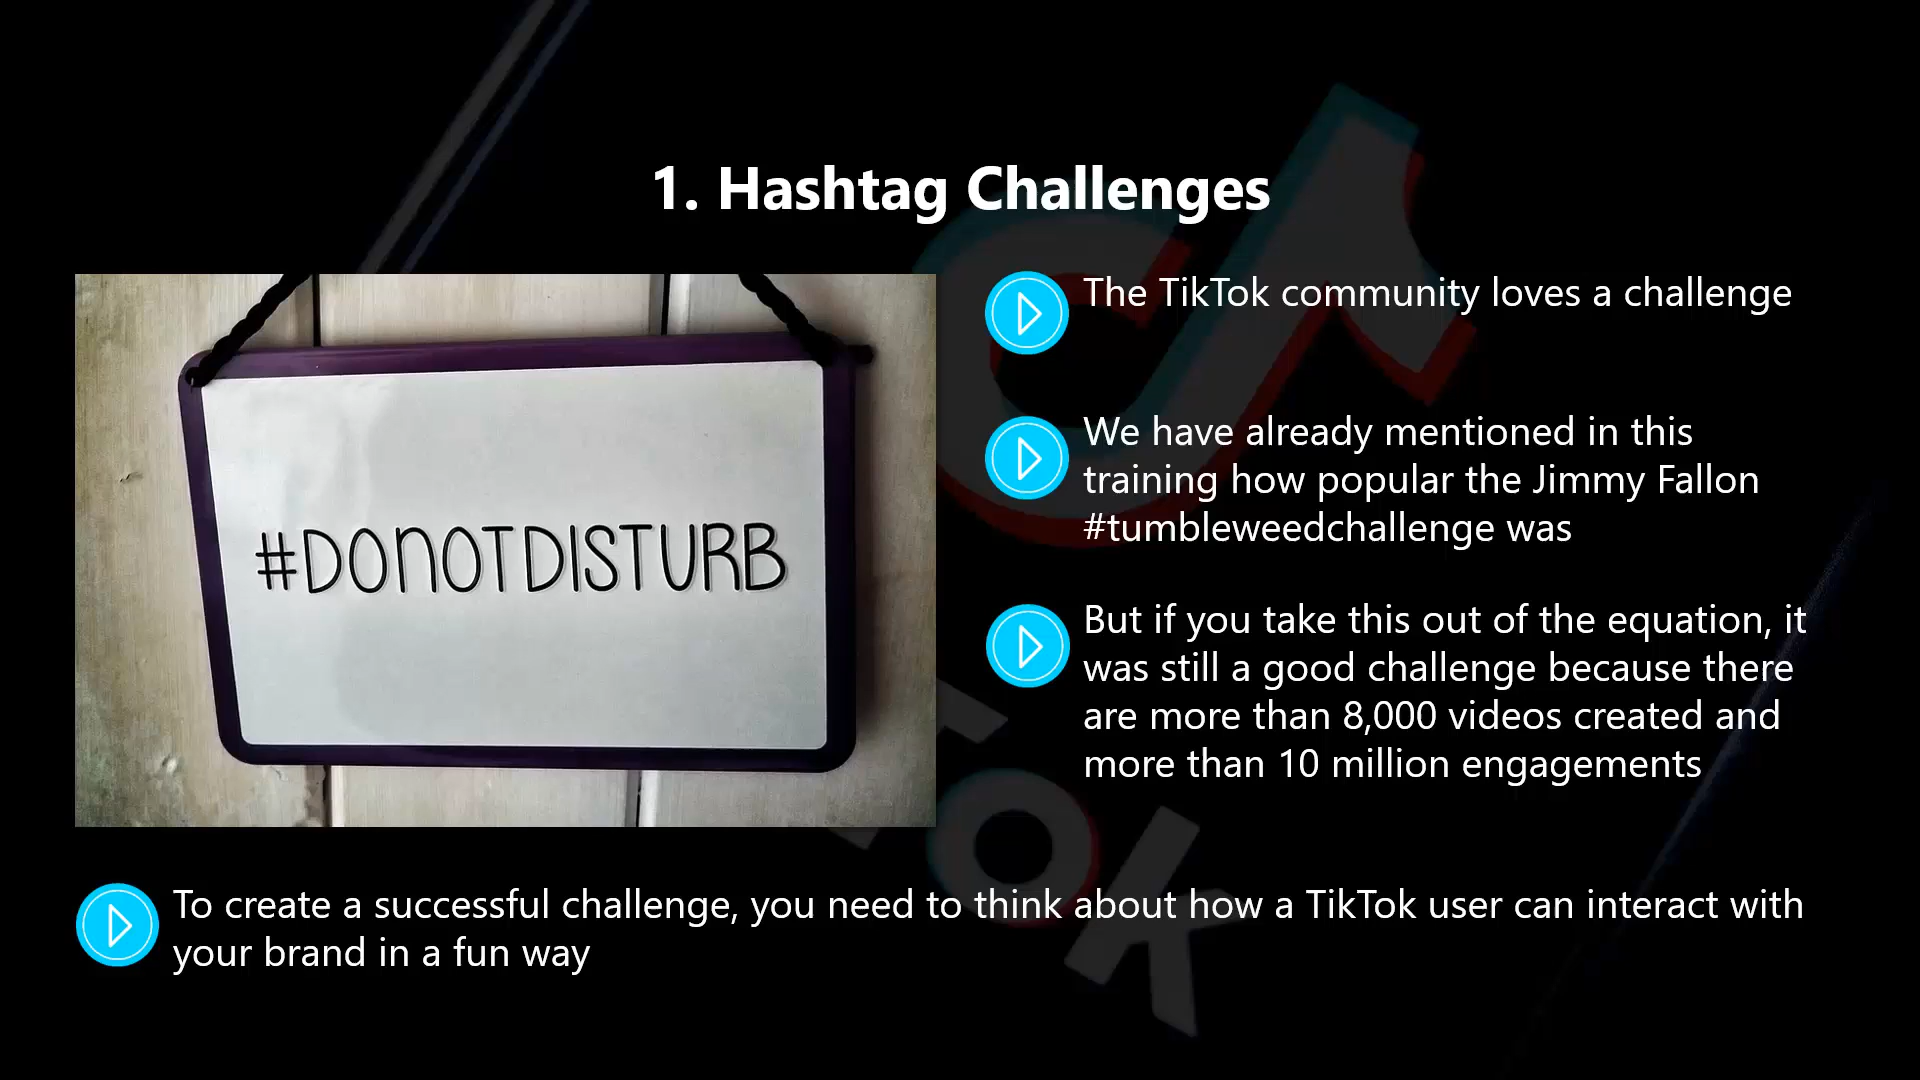 1. Hashtag Challenges
#DONOTDISTURB
The TikTok community loves a challenge
We have already mentioned in this
training how popular the Jimmy Fallon
#tumbleweedchallenge was
But if you take this out of the equation, it
was still a good challenge because there
are more than 8,000 videos created and
more than 10 million engagements
To create a successful challenge, you need to think about how a TikTok user can interact with
your brand in a fun way
Tok